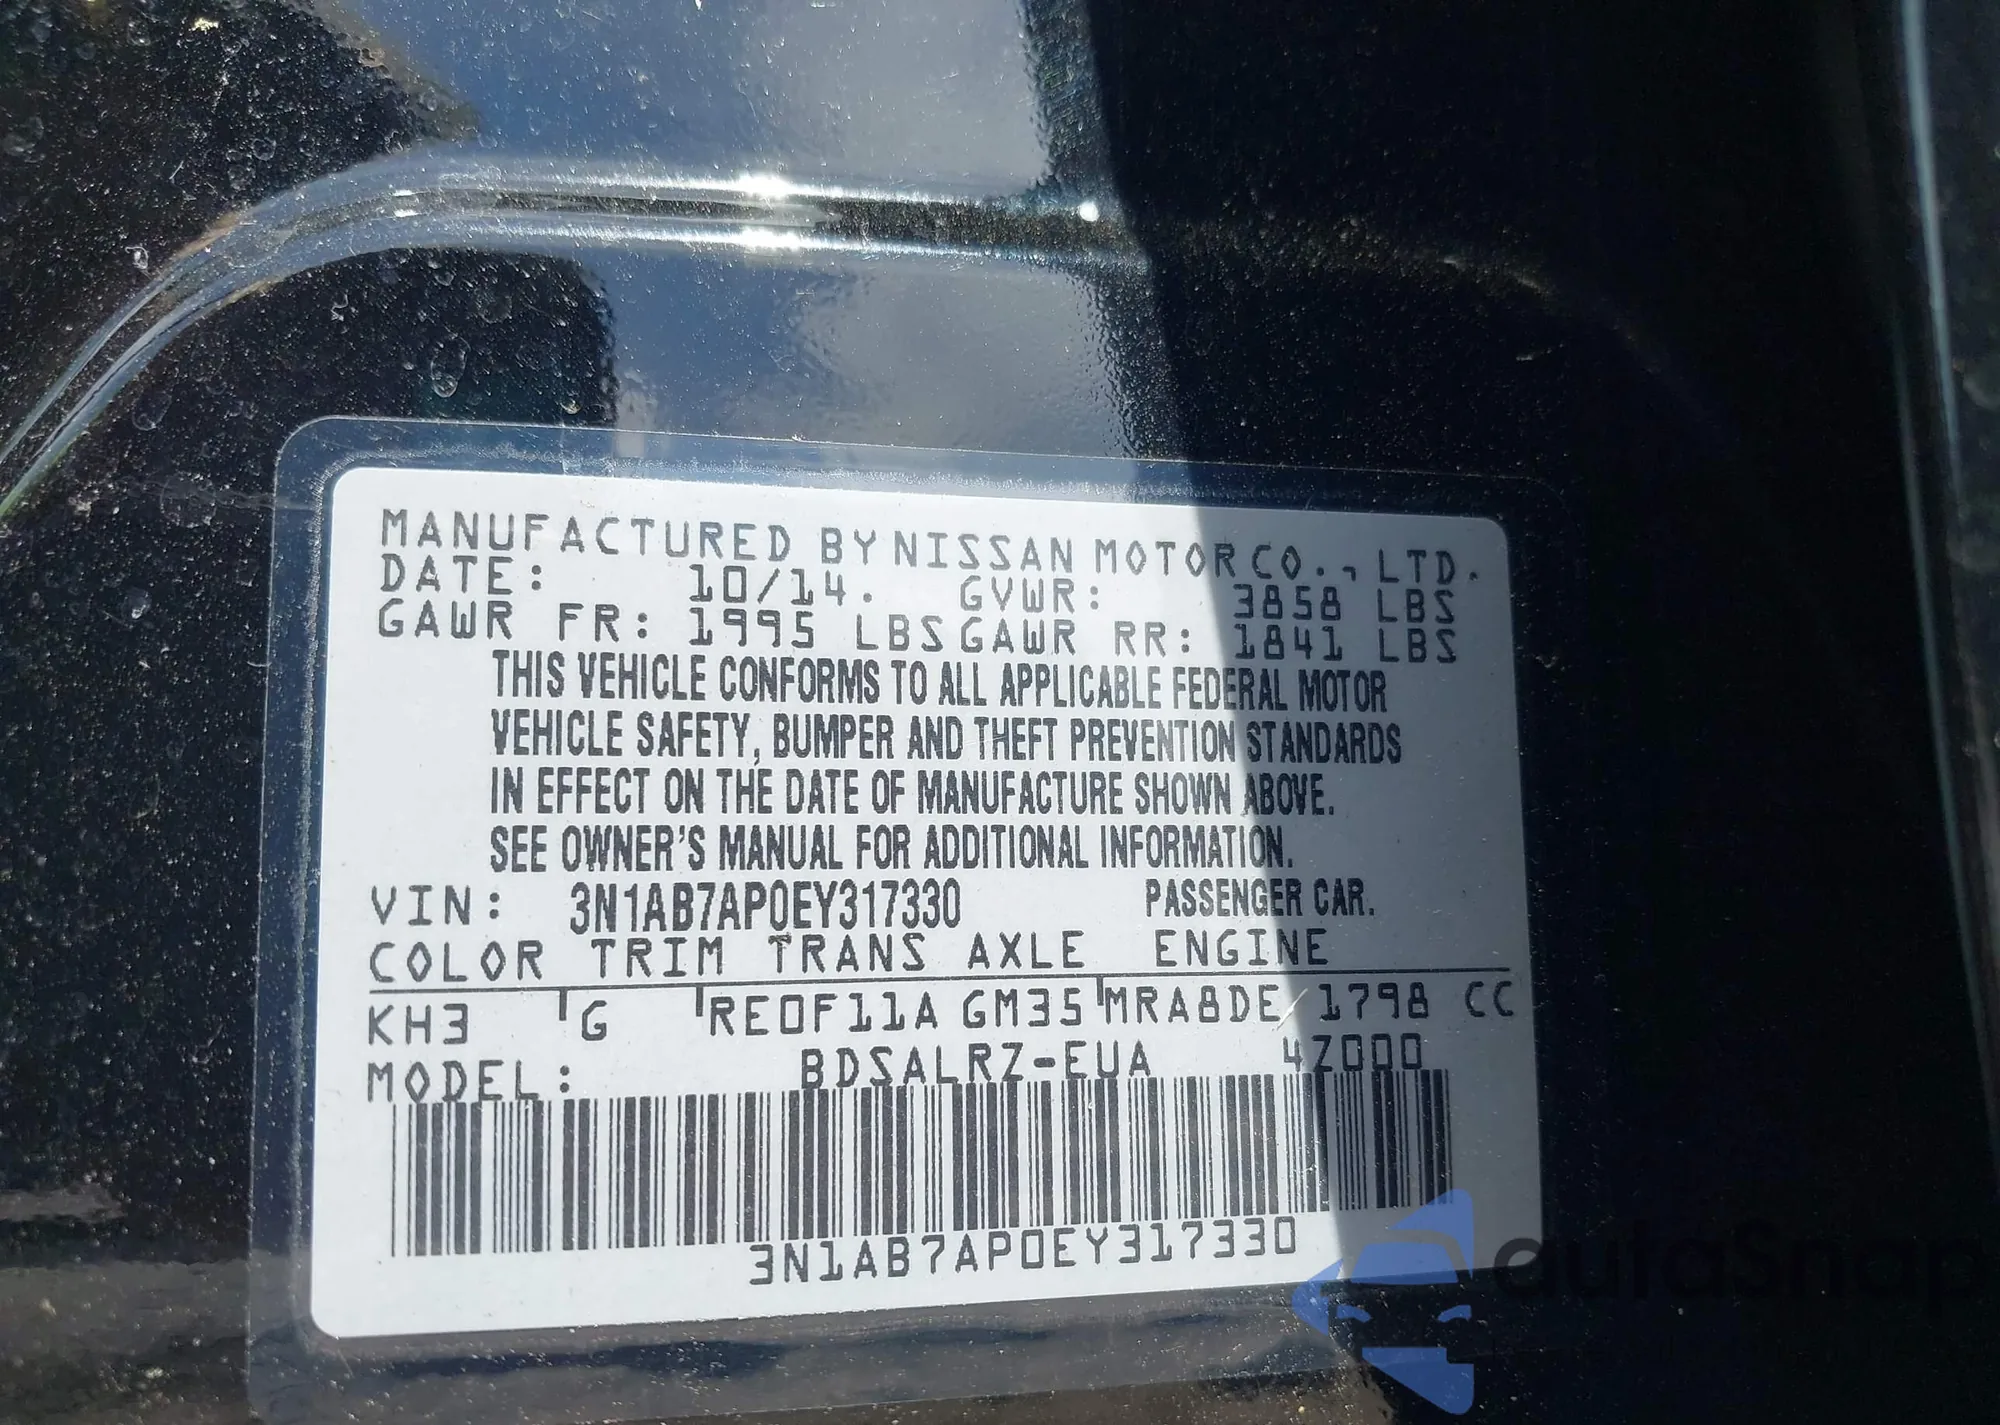 MANUFACTURED BY NISSAN MOTOR CO., LTD.
DATE: 10/14. GVWR: 3858 LBS
GAWR FR: 1995 LBS GAWR RR: 1841 LBS
THIS VEHICLE CONFORMS TO ALL APPLICABLE FEDERAL MOTOR
VEHICLE SAFETY, BUMPER AND THEFT PREVENTION STANDARDS
IN EFFECT ON THE DATE OF MANUFACTURE SHOWN ABOVE.
SEE OWNER'S MANUAL FOR ADDITIONAL INFORMATION.
VIN: 3N1AB7AP0EY317330 PASSENGER CAR.
COLOR TRIM TRANS AXLE ENGINE
KH3 G RE0F11A GM35 MRA8DE 1798 CC
MODEL: BDSALRZ-EUA 4Z000
3N1AB7AP0EY317330